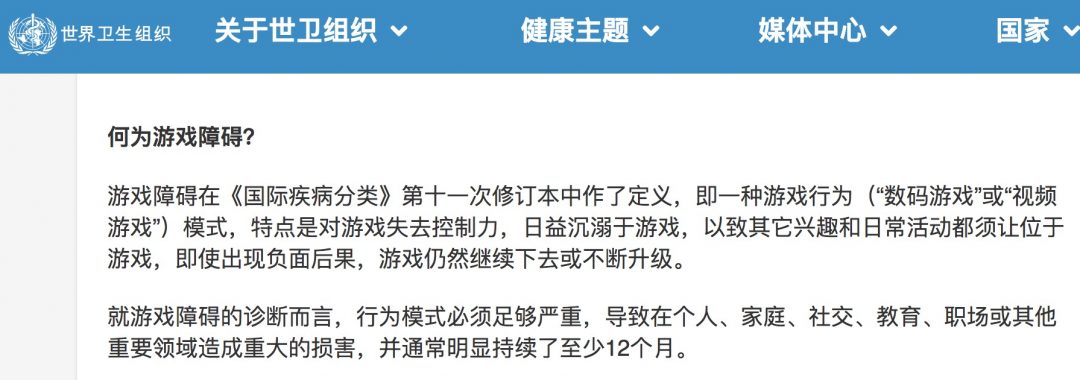 世界卫生组织 关于世卫组织 健康主题 媒体中心 国家
何为游戏障碍？
游戏障碍在《国际疾病分类》第十一次修订本中作了定义，即一种游戏行为（“数码游戏”或“视频
游戏”）模式，特点是对游戏失去控制力，日益沉溺于游戏，以致其它兴趣和日常活动都须让位于
游戏，即使出现负面后果，游戏仍然继续下去或不断升级。
就游戏障碍的诊断而言，行为模式必须足够严重，导致在个人、家庭、社交、教育、职场或其他
重要领域造成重大的损害，并通常明显持续了至少12个月。